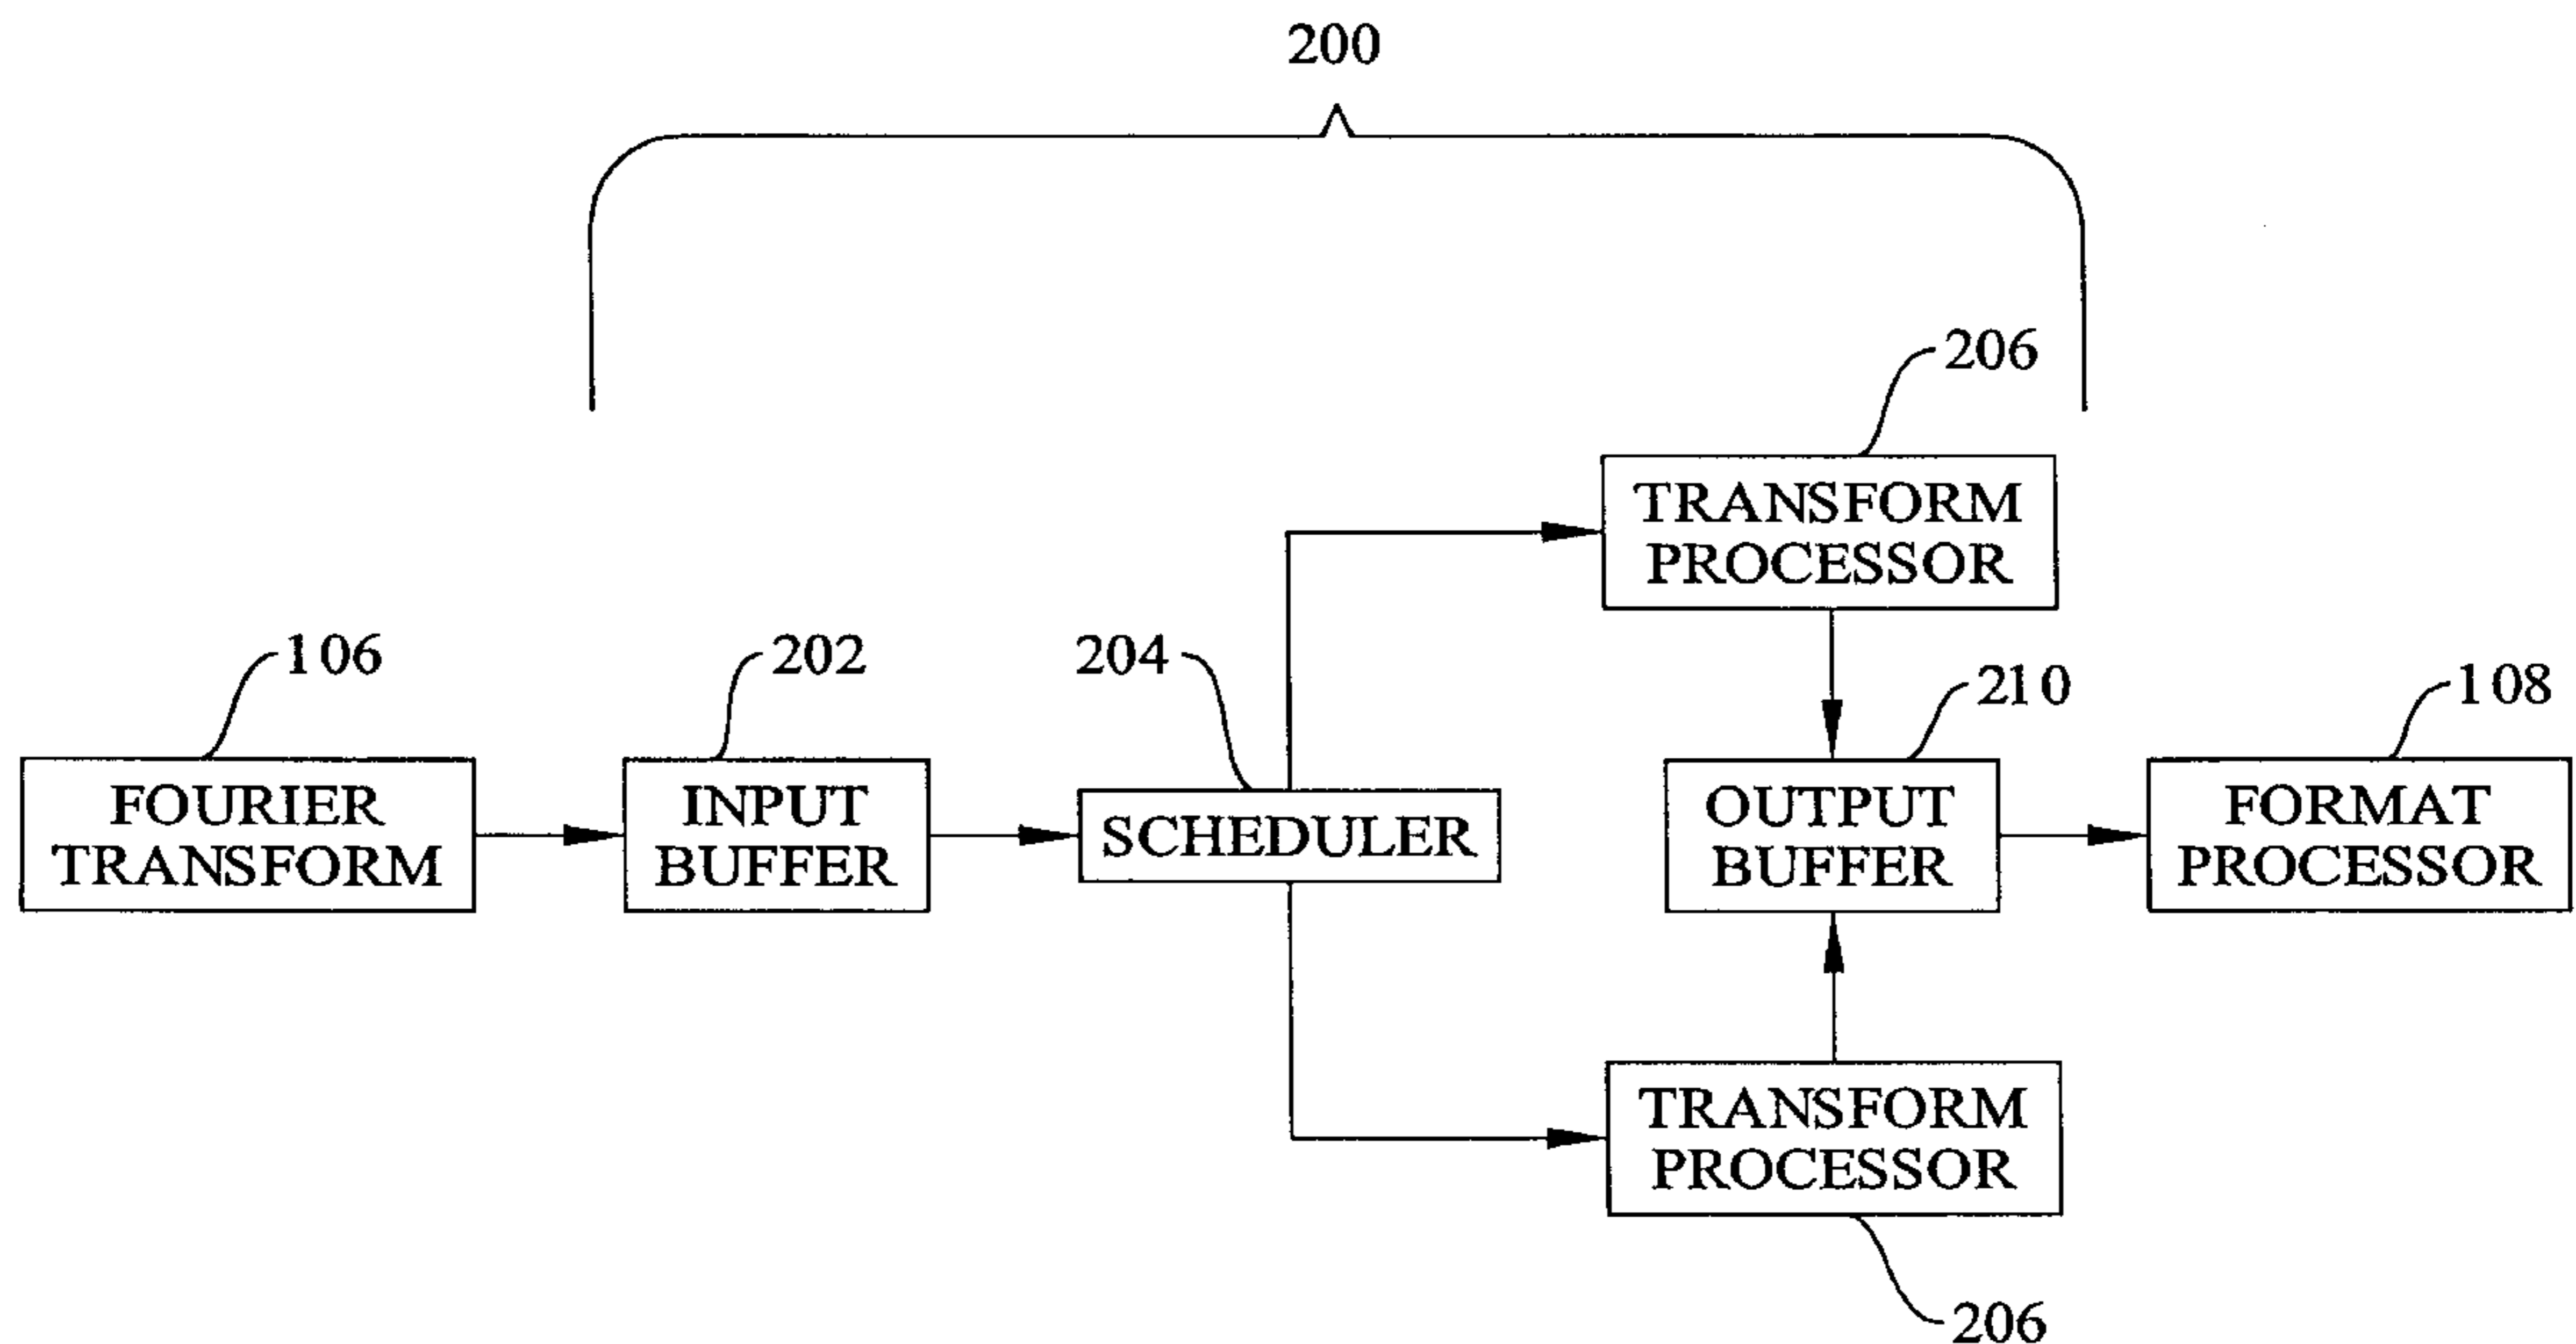 200
206
TRANSFORM
PROCESSOR
106
202
204
210
108
FOURIER
TRANSFORM
INPUT
BUFFER
SCHEDULER
OUTPUT
BUFFER
FORMAT
PROCESSOR
TRANSFORM
PROCESSOR
206